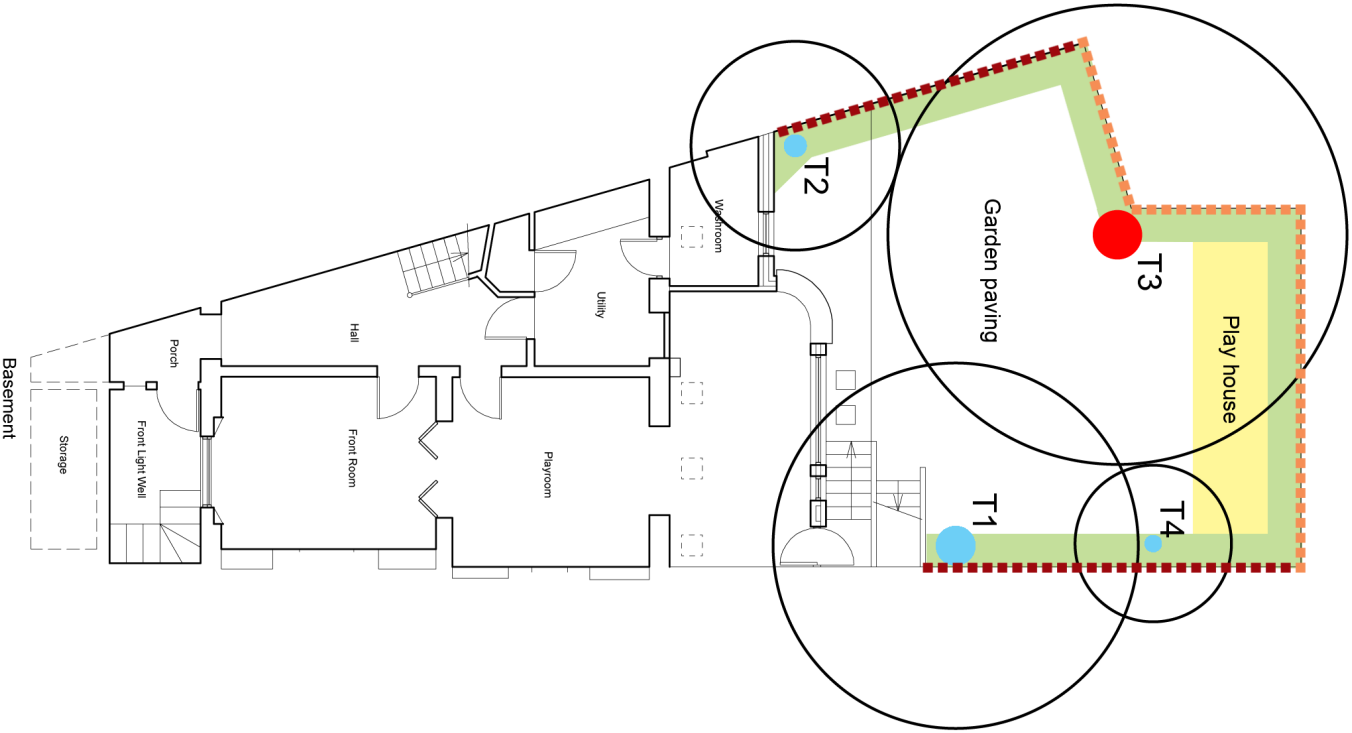 T2
T3
Washroom
Garden paving
Play house
Utility
Hall
Porch
Basement
Storage
Front Light Well
Front Room
Playroom
T1
T4